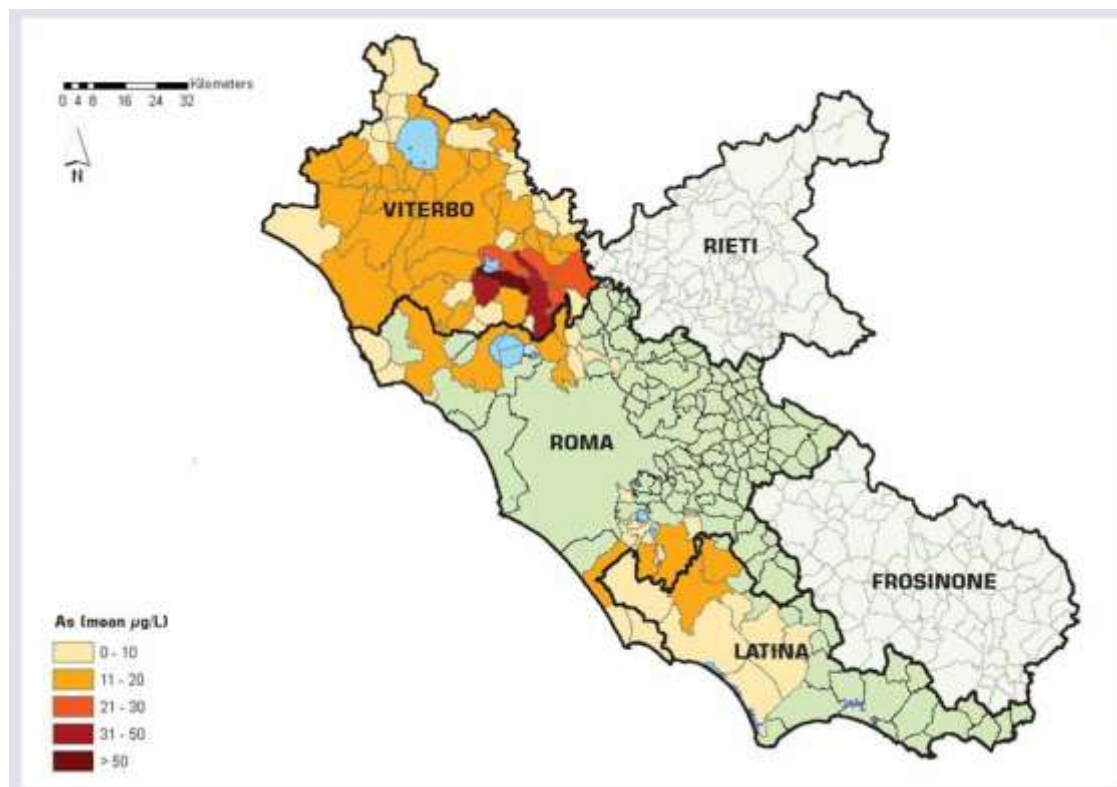 Kilometers
0 4 8 16 24 32
N
VITERBO
RIETI
ROMA
FROSINONE
LATINA
As (mean µg/L)
0 - 10
11 - 20
21 - 30
31 - 50
> 50